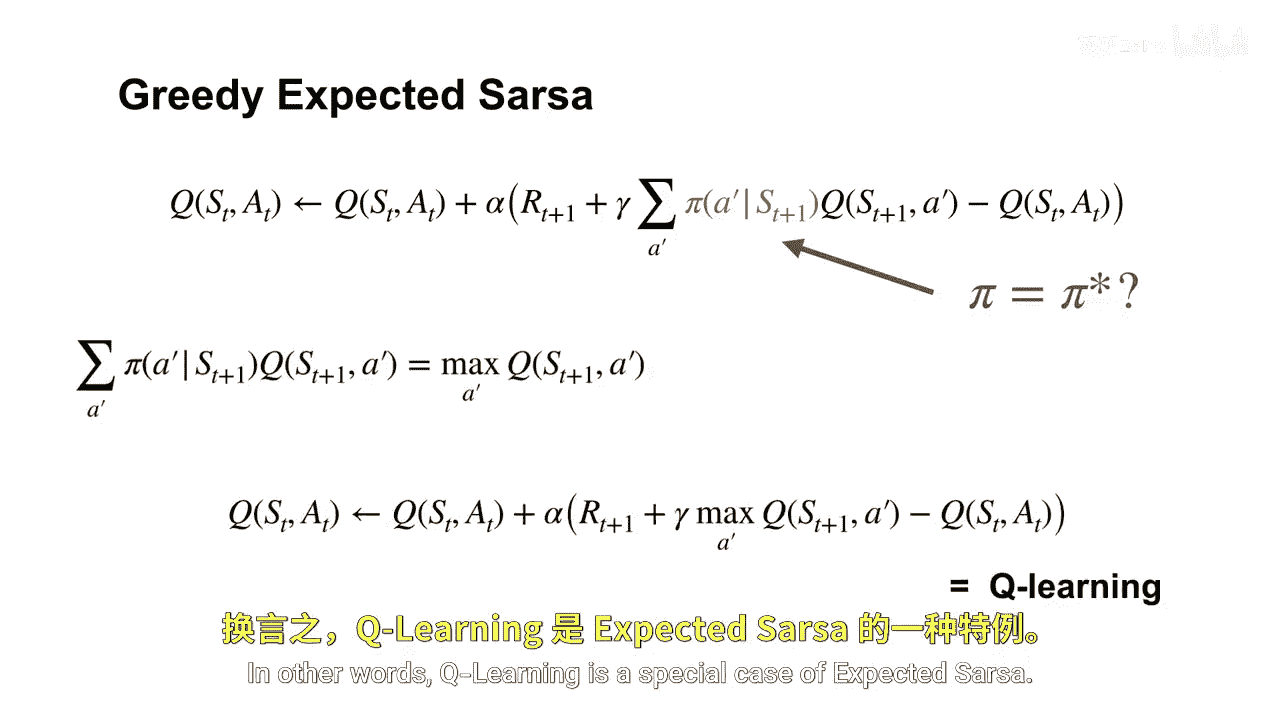 Greedy Expected Sarsa
Q(S_t, A_t) ← Q(S_t, A_t) + α(R_{t+1} + γ ∑_{a′} π(a′|S_{t+1})Q(S_{t+1}, a′) − Q(S_t, A_t))
π = π*?
∑_{a′} π(a′|S_{t+1})Q(S_{t+1}, a′) = max_{a′} Q(S_{t+1}, a′)
Q(S_t, A_t) ← Q(S_t, A_t) + α(R_{t+1} + γ max_{a′} Q(S_{t+1}, a′) − Q(S_t, A_t))
= Q-learning
换言之，Q-Learning 是 Expected Sarsa 的一种特例。
In other words, Q-Learning is a special case of Expected Sarsa.